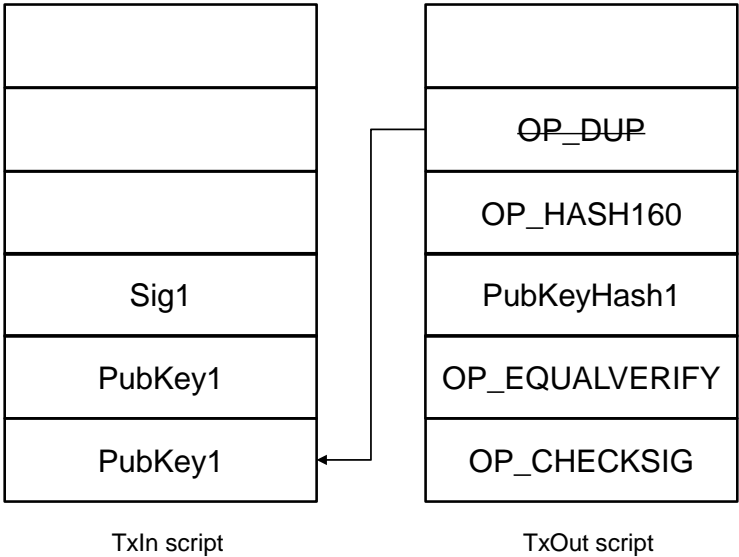 OP_DUP
OP_HASH160
Sig1
PubKeyHash1
PubKey1
OP_EQUALVERIFY
PubKey1
OP_CHECKSIG
TxIn script
TxOut script